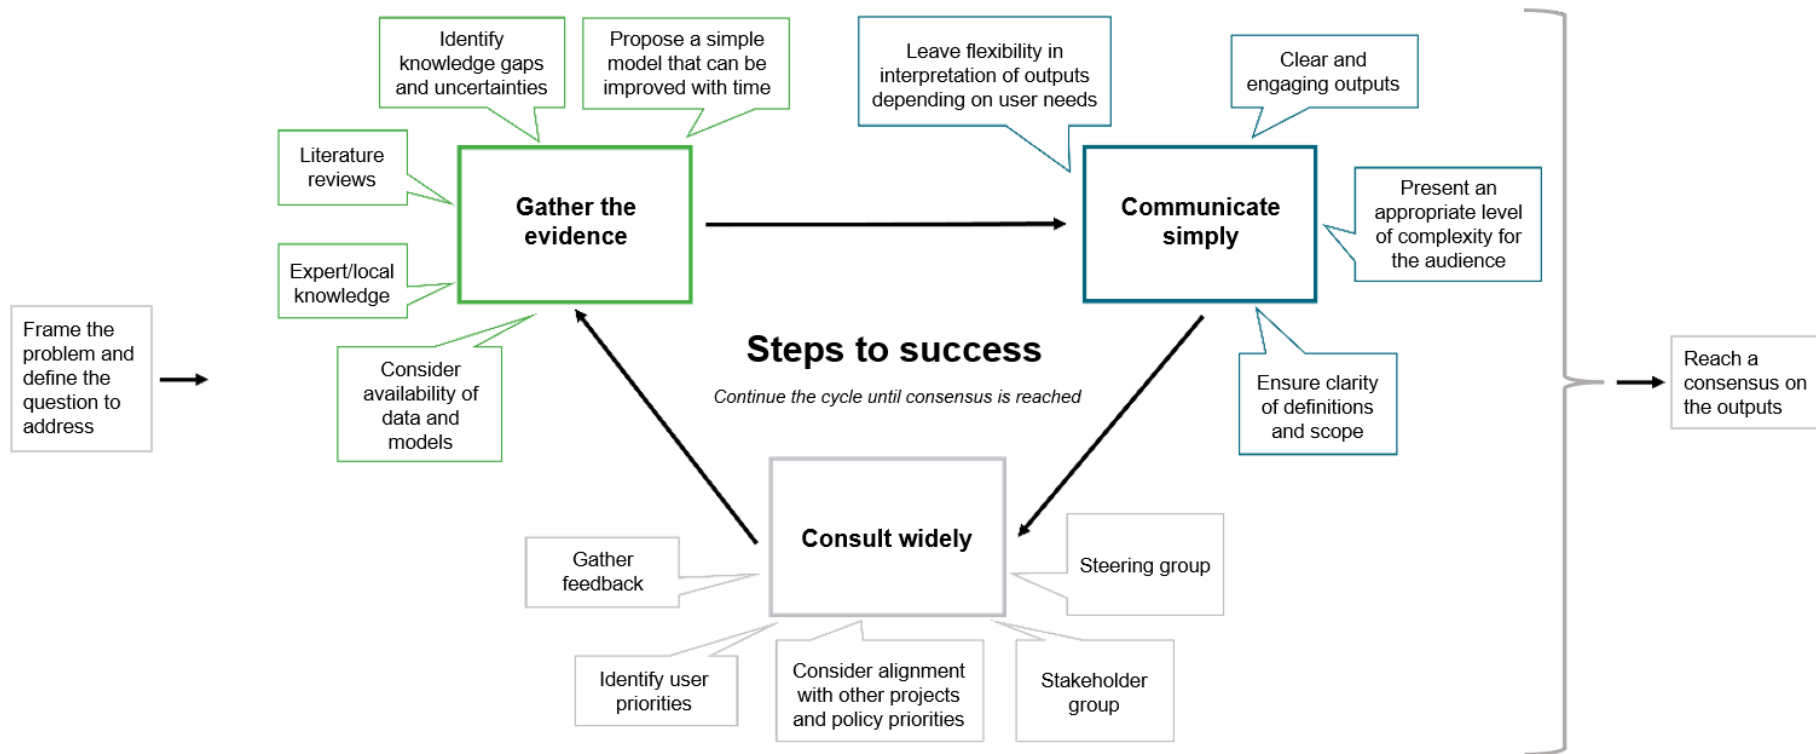 Identify
knowledge gaps
and uncertainties
Propose a simple
model that can be
improved with time
Leave flexibility in
interpretation of outputs
depending on user needs
Clear and
engaging outputs
Literature
reviews
Gather the
evidence
Communicate
simply
Present an
appropriate level
of complexity for
the audience
Expert/local
knowledge
Frame the
problem and
define the
question to
address
Consider
availability of
data and
models
Steps to success
Continue the cycle until consensus is reached
Ensure clarity
of definitions
and scope
Reach a
consensus on
the outputs
Consult widely
Gather
feedback
Steering group
Identify user
priorities
Consider alignment
with other projects
and policy priorities
Stakeholder
group